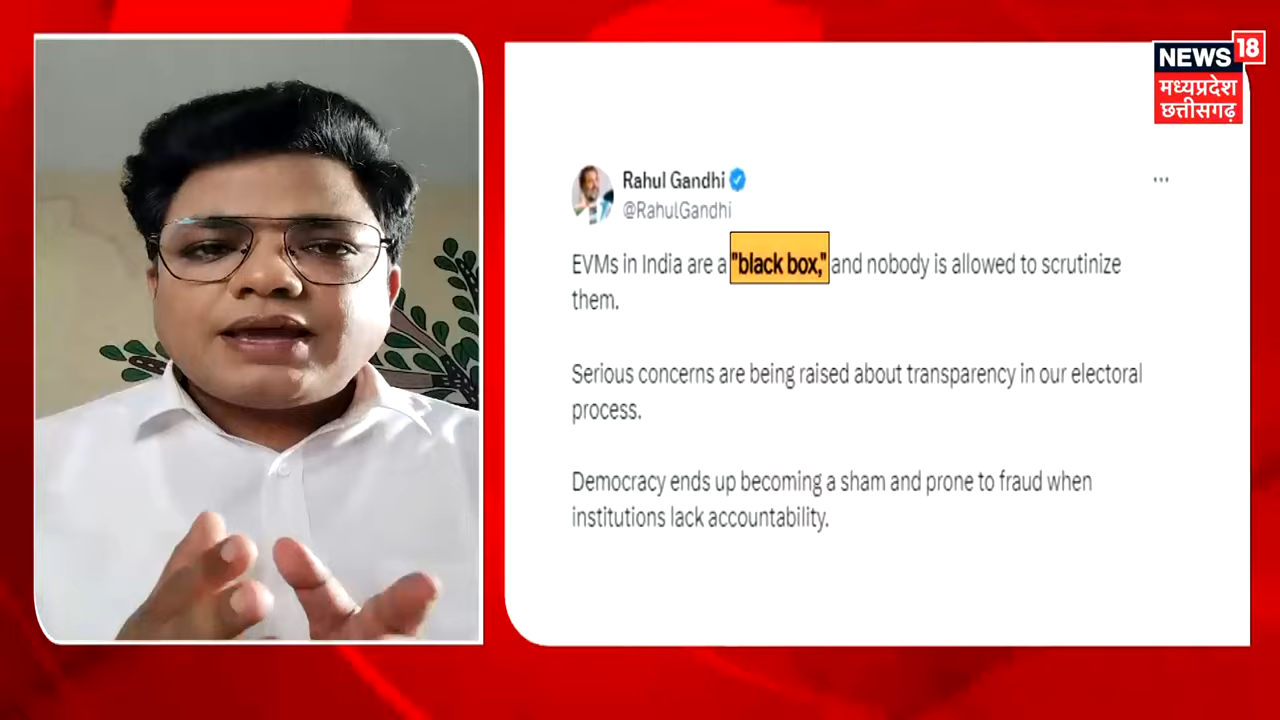 NEWS 18
मध्यप्रदेश
छत्तीसगढ़
Rahul Gandhi
@RahulGandhi
EVMs in India are a "black box," and nobody is allowed to scrutinize
them.
Serious concerns are being raised about transparency in our electoral
process.
Democracy ends up becoming a sham and prone to fraud when
institutions lack accountability.